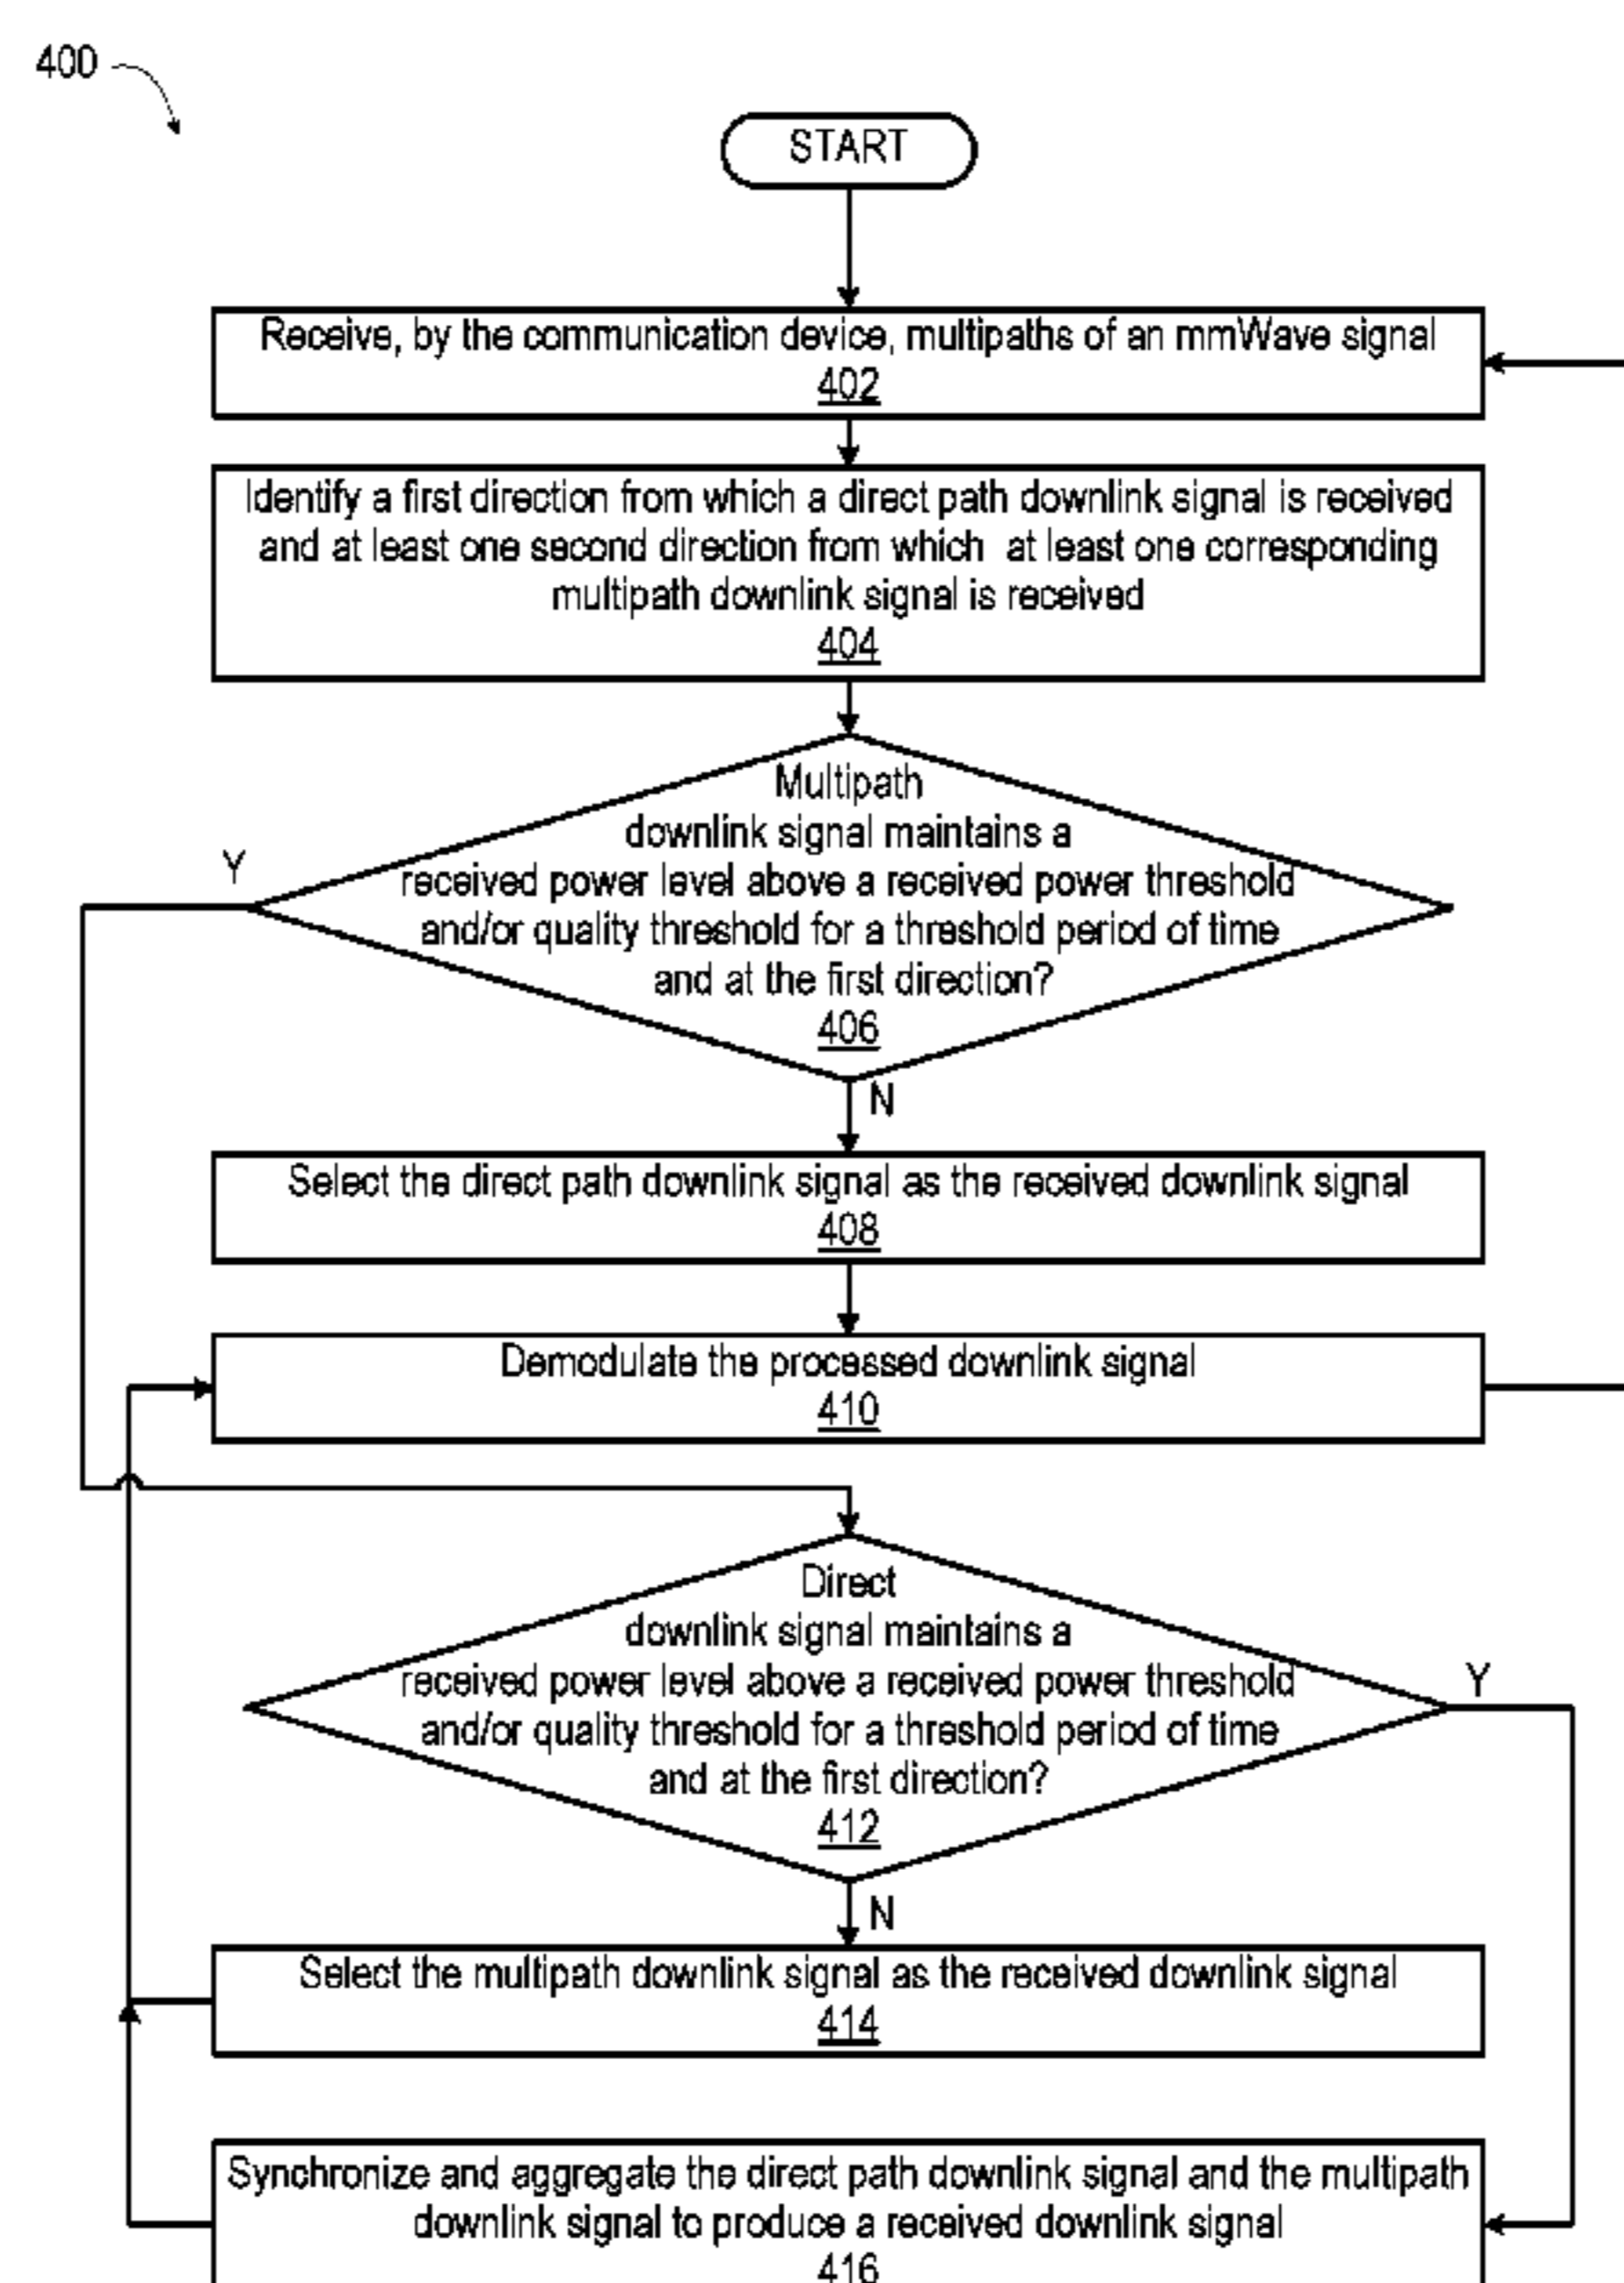 400
START
Receive, by the communication device, multipaths of an mmWave signal
402
Identify a first direction from which a direct path downlink signal is received
and at least one second direction from which at least one corresponding
multipath downlink signal is received
404
Multipath
downlink signal maintains a
received power level above a received power threshold
and/or quality threshold for a threshold period of time
and at the first direction?
406
Y
N
Select the direct path downlink signal as the received downlink signal
408
Demodulate the processed downlink signal
410
Direct
downlink signal maintains a
received power level above a received power threshold
and/or quality threshold for a threshold period of time
and at the first direction?
412
Y
N
Select the multipath downlink signal as the received downlink signal
414
Synchronize and aggregate the direct path downlink signal and the multipath
downlink signal to produce a received downlink signal
416